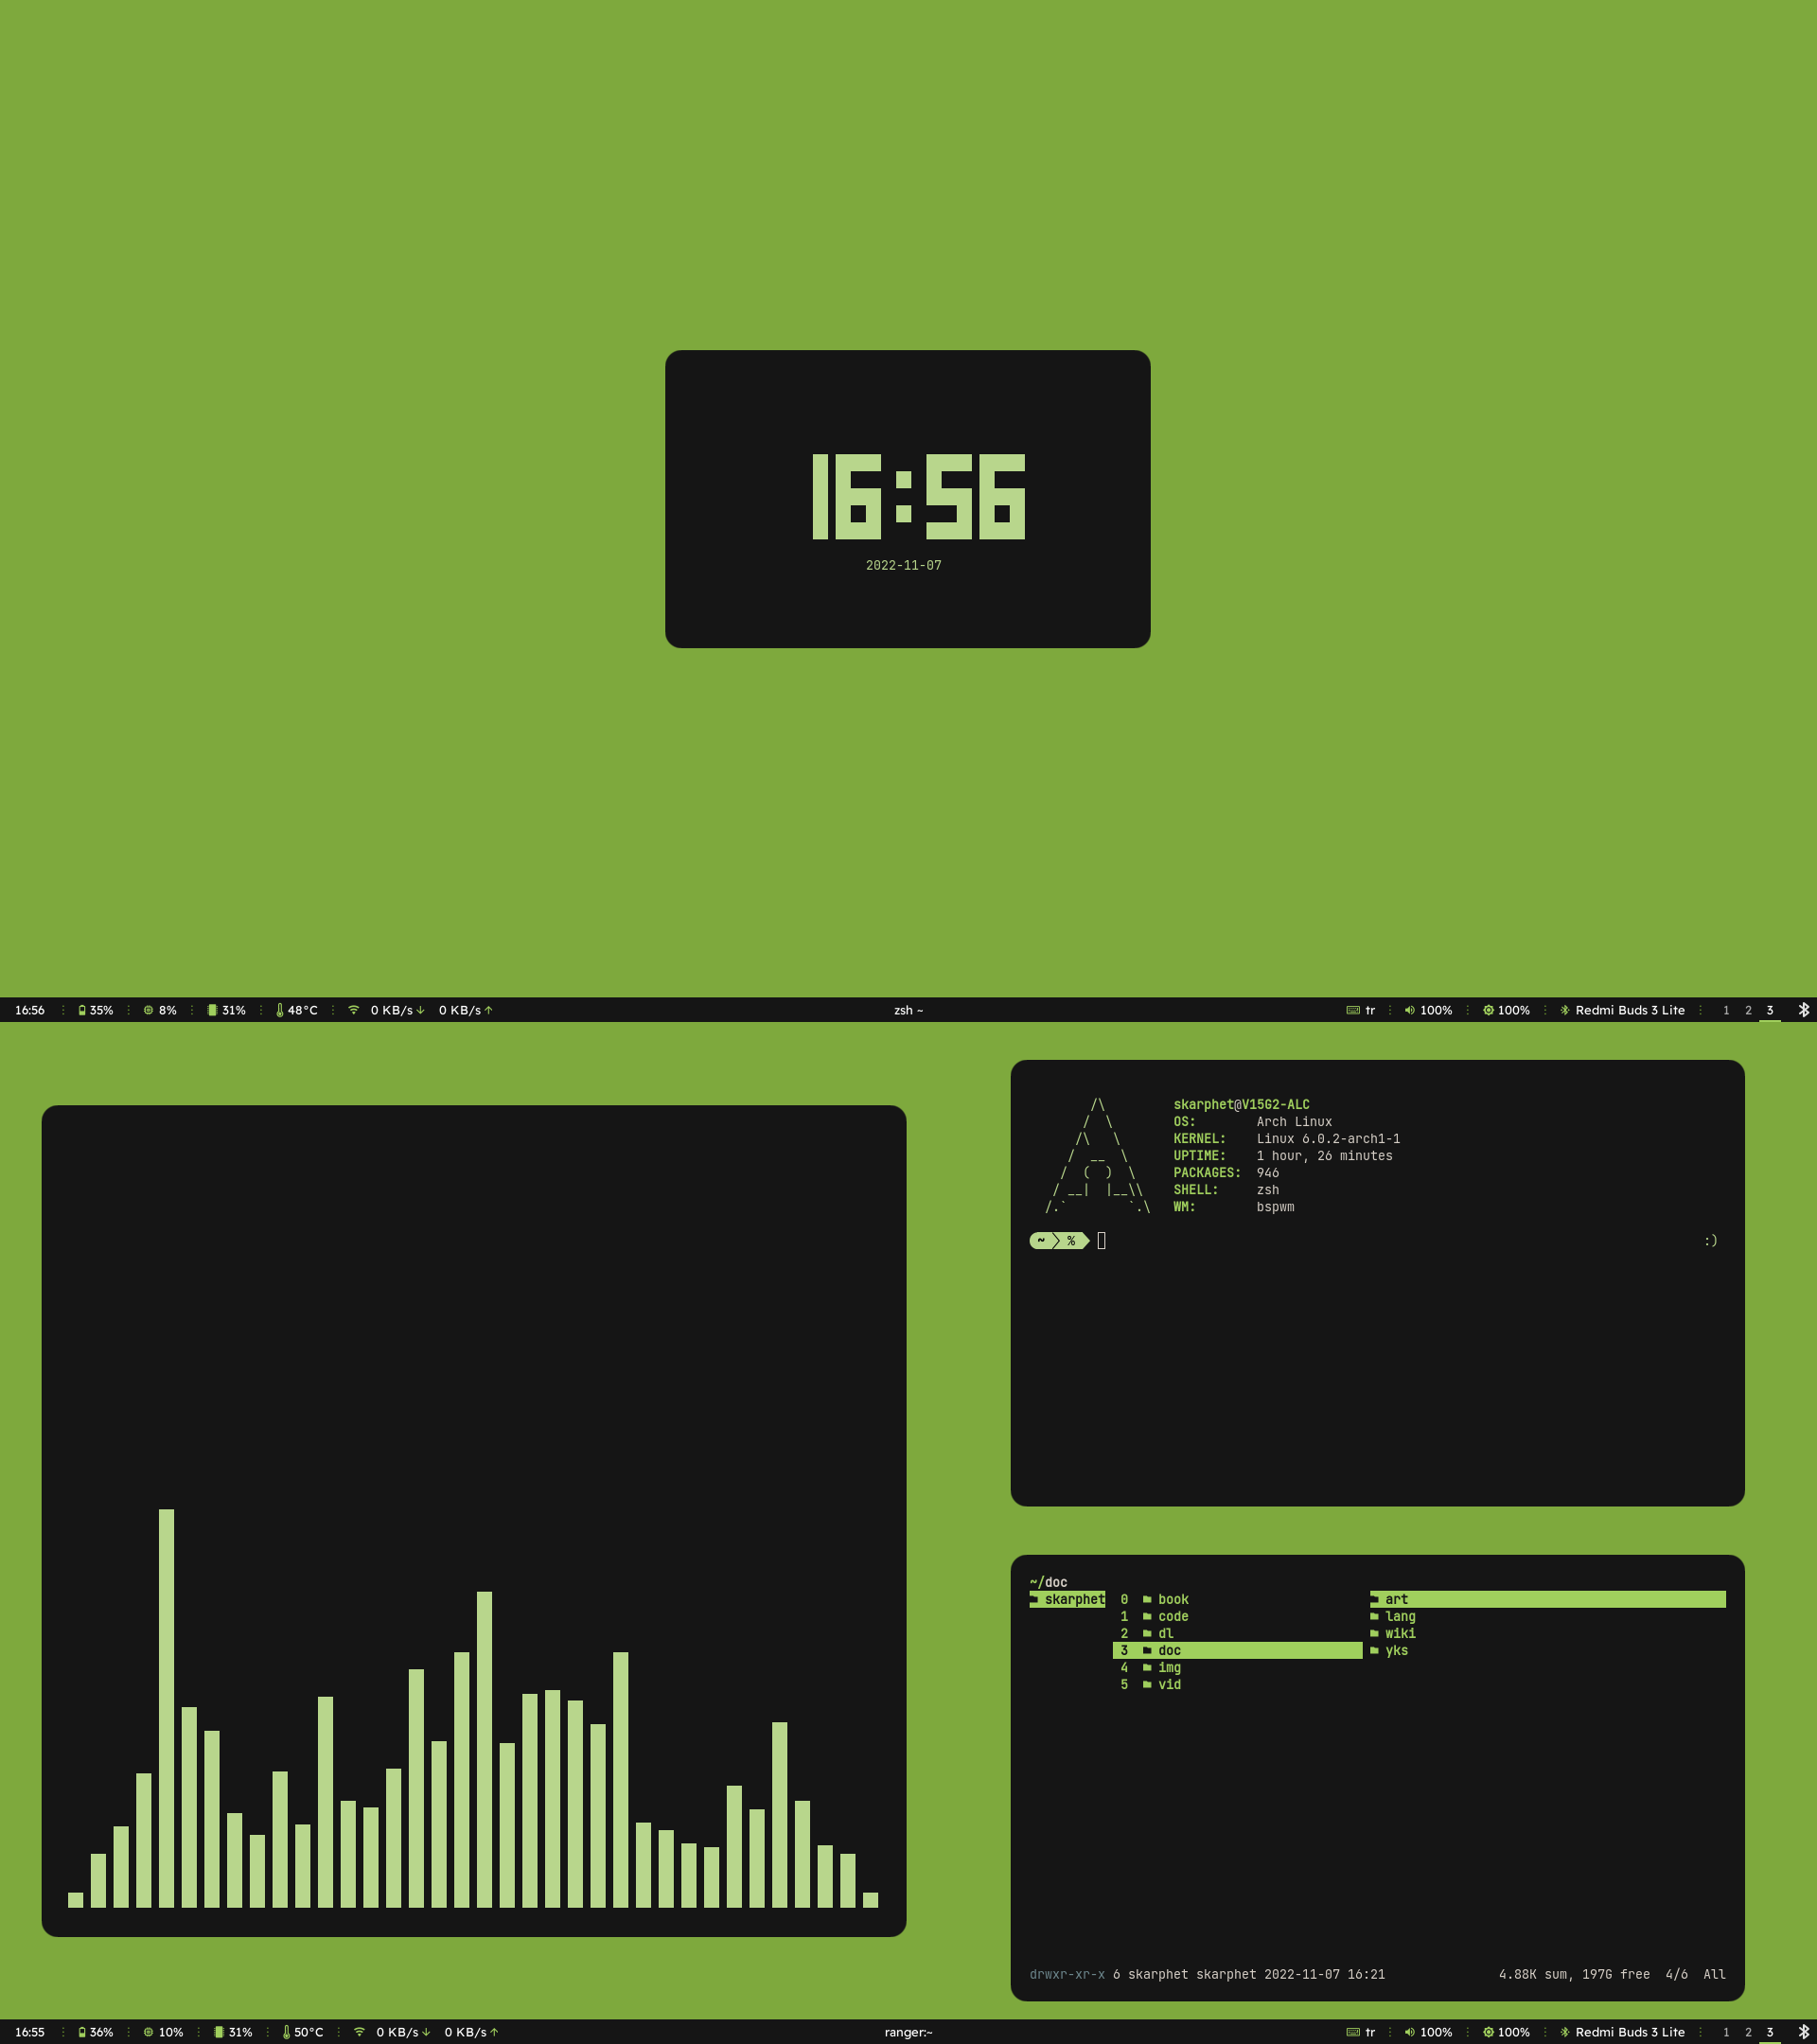 16:56
2022-11-07
16:56 35% 8% 31% 48°C 0 KB/s↓ 0 KB/s↑ zsh ~ tr 100% 100% Redmi Buds 3 Lite 1 2 3
skarphet@V15G2-ALC
OS: Arch Linux
KERNEL: Linux 6.0.2-arch1-1
UPTIME: 1 hour, 26 minutes
PACKAGES: 946
SHELL: zsh
WM: bspwm
~ % :)
~/doc
skarphet 0 book art
1 code lang
2 dl wiki
3 doc yks
4 img
5 vid
drwxr-xr-x 6 skarphet skarphet 2022-11-07 16:21 4.88K sum, 197G free 4/6 All
16:55 36% 10% 31% 50°C 0 KB/s↓ 0 KB/s↑ ranger:~ tr 100% 100% Redmi Buds 3 Lite 1 2 3